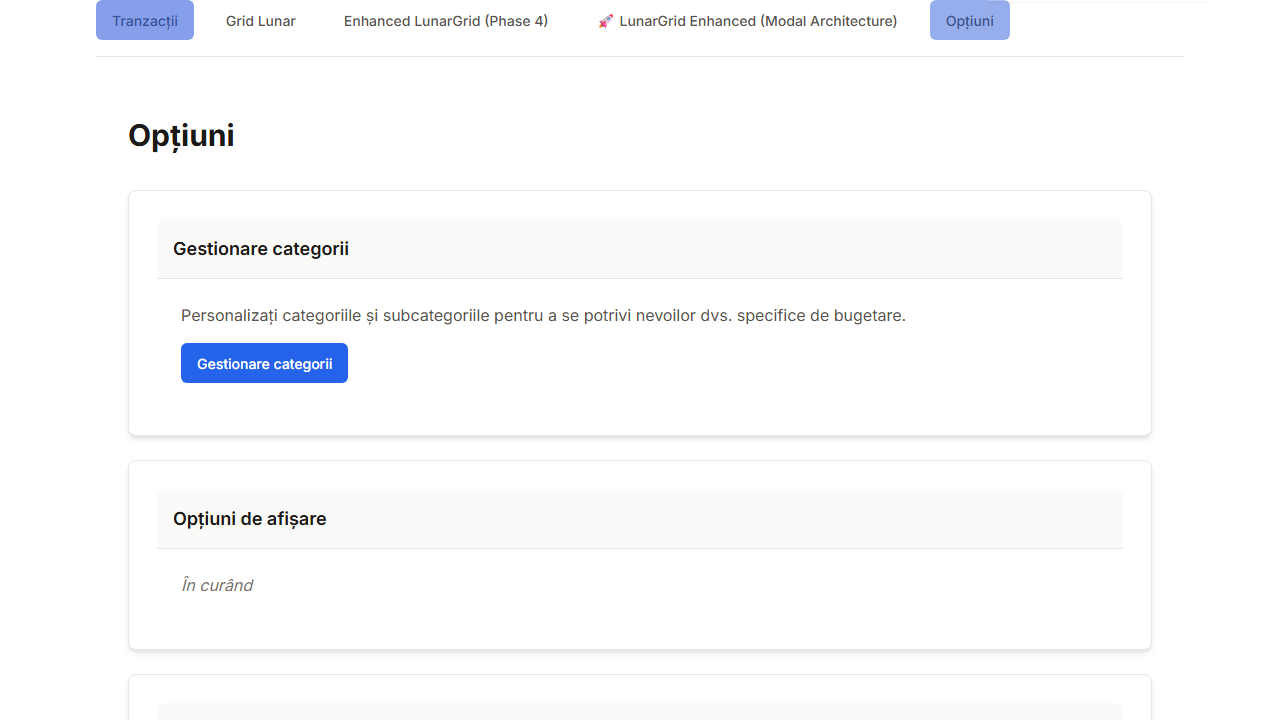 Tranzacții Grid Lunar Enhanced LunarGrid (Phase 4) 🚀 LunarGrid Enhanced (Modal Architecture) Opțiuni
Opțiuni
Gestionare categorii
Personalizați categoriile și subcategoriile pentru a se potrivi nevoilor dvs. specifice de bugetare.
Gestionare categorii
Opțiuni de afișare
În curând